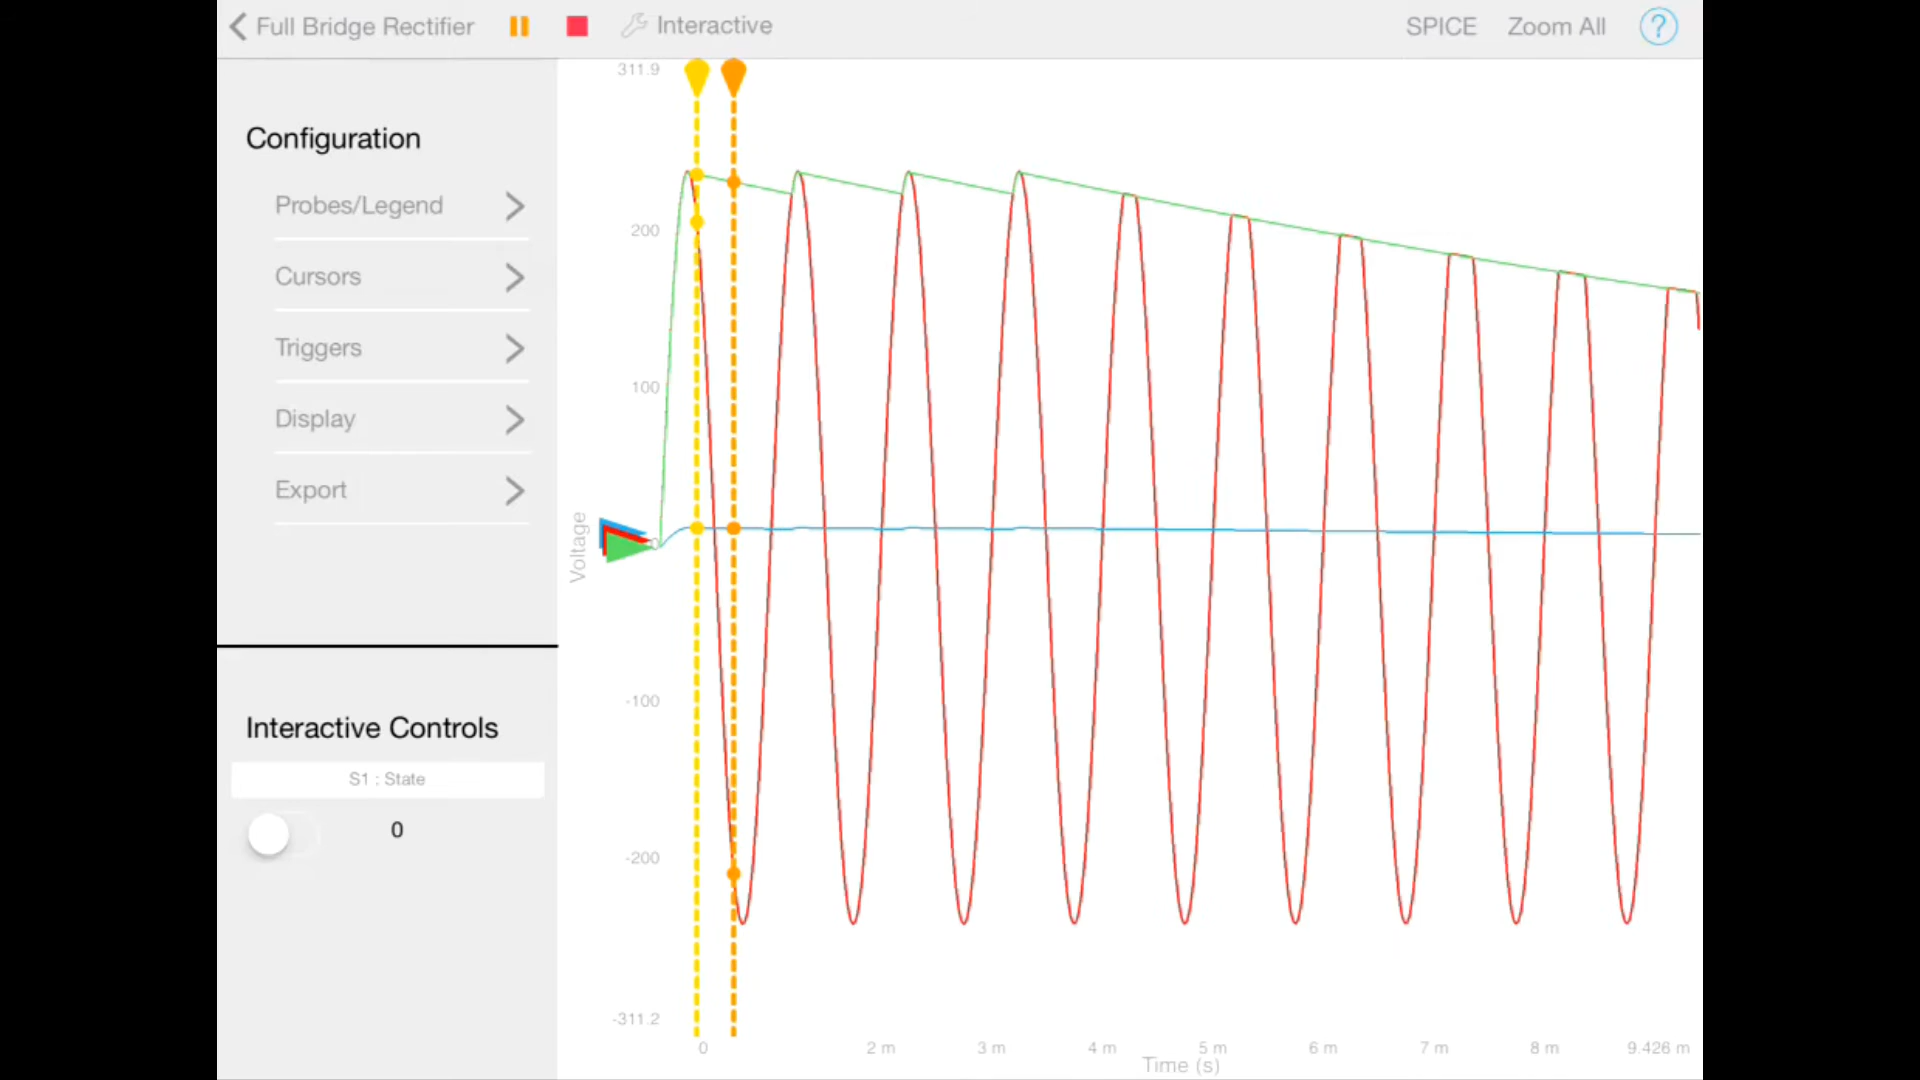 Full Bridge Rectifier
Interactive
SPICE
Zoom All
?
Configuration
Probes/Legend
Cursors
Triggers
Display
Export
Interactive Controls
S1 : State
0
311.9
200
100
-100
-200
-311.2
Voltage
0
2 m
3 m
4 m
5 m
6 m
7 m
8 m
9.426 m
Time (s)